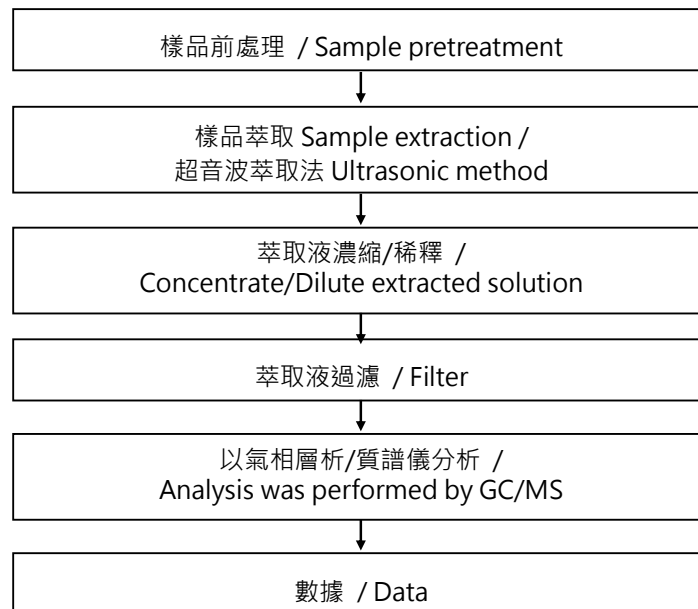 樣品前處理 / Sample pretreatment
樣品萃取 Sample extraction /
超音波萃取法 Ultrasonic method
萃取液濃縮/稀釋 /
Concentrate/Dilute extracted solution
萃取液過濾 / Filter
以氣相層析/質譜儀分析 /
Analysis was performed by GC/MS
數據 / Data